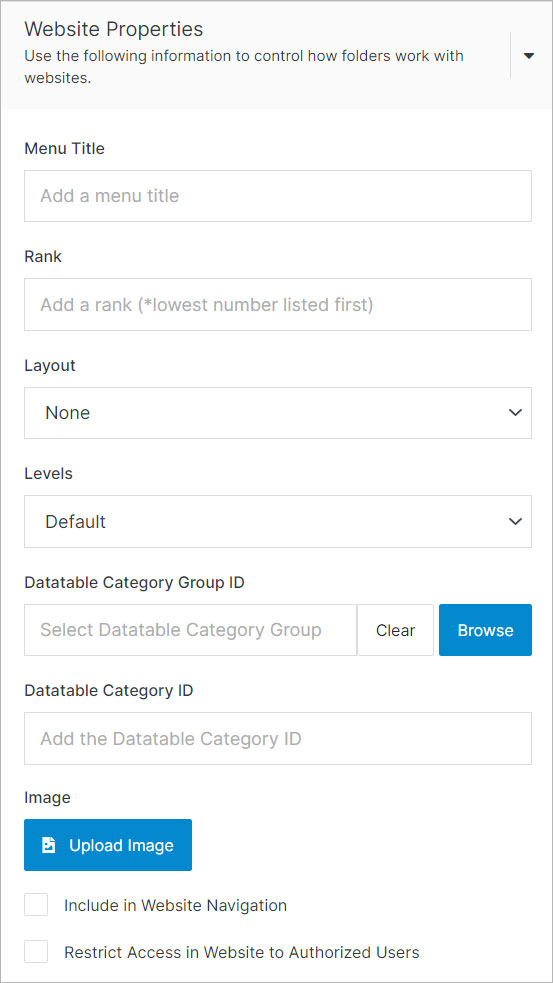 Website Properties
Use the following information to control how folders work with
websites.
Menu Title
Add a menu title
Rank
Add a rank (*lowest number listed first)
Layout
None
Levels
Default
Datatable Category Group ID
Select Datatable Category Group
Clear
Browse
Datatable Category ID
Add the Datatable Category ID
Image
Upload Image
Include in Website Navigation
Restrict Access in Website to Authorized Users